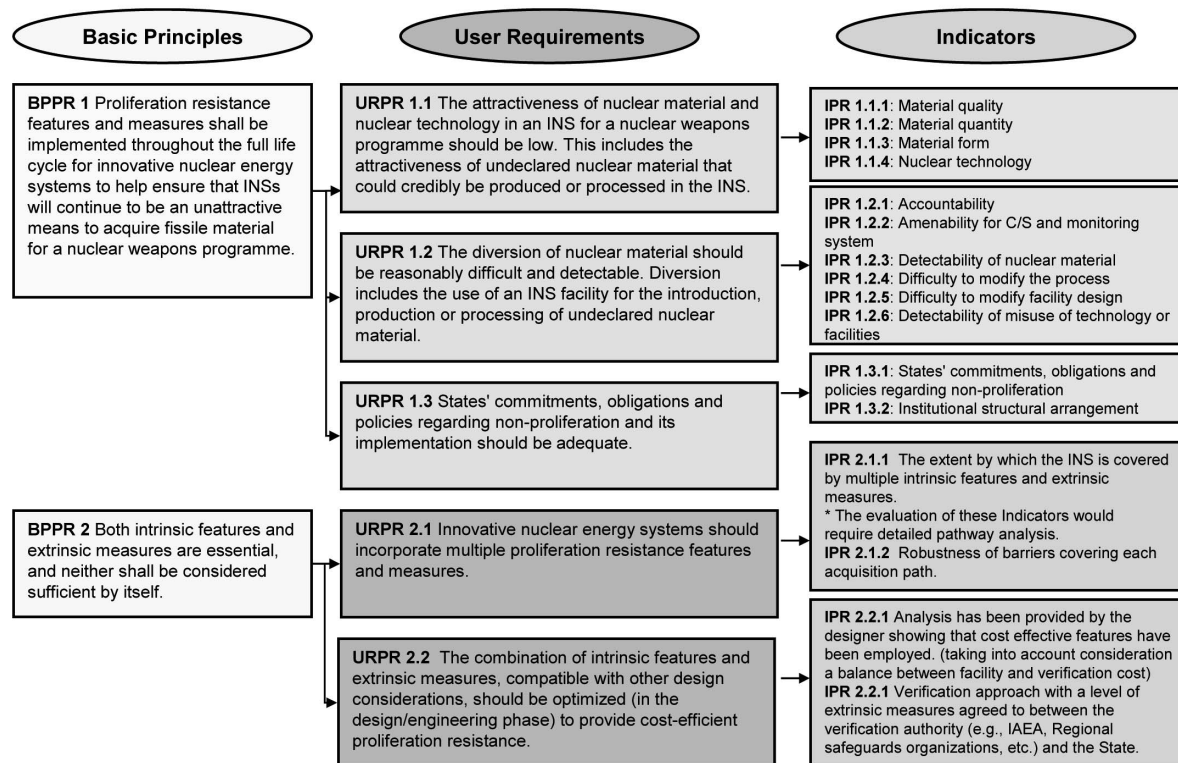 Basic Principles
User Requirements
Indicators
BPPR 1 Proliferation resistance
features and measures shall be
implemented throughout the full life
cycle for innovative nuclear energy
systems to help ensure that INSs
will continue to be an unattractive
means to acquire fissile material
for a nuclear weapons programme.
URPR 1.1 The attractiveness of nuclear material and
nuclear technology in an INS for a nuclear weapons
programme should be low. This includes the
attractiveness of undeclared nuclear material that
could credibly be produced or processed in the INS.
IPR 1.1.1: Material quality
IPR 1.1.2: Material quantity
IPR 1.1.3: Material form
IPR 1.1.4: Nuclear technology
URPR 1.2 The diversion of nuclear material should
be reasonably difficult and detectable. Diversion
includes the use of an INS facility for the introduction,
production or processing of undeclared nuclear
material.
IPR 1.2.1: Accountability
IPR 1.2.2: Amenability for C/S and monitoring
system
IPR 1.2.3: Detectability of nuclear material
IPR 1.2.4: Difficulty to modify the process
IPR 1.2.5: Difficulty to modify facility design
IPR 1.2.6: Detectability of misuse of technology or
facilities
URPR 1.3 States' commitments, obligations and
policies regarding non-proliferation and its
implementation should be adequate.
IPR 1.3.1: States' commitments, obligations and
policies regarding non-proliferation
IPR 1.3.2: Institutional structural arrangement
BPPR 2 Both intrinsic features and
extrinsic measures are essential,
and neither shall be considered
sufficient by itself.
URPR 2.1 Innovative nuclear energy systems should
incorporate multiple proliferation resistance features
and measures.
IPR 2.1.1 The extent by which the INS is covered
by multiple intrinsic features and extrinsic
measures.
* The evaluation of these Indicators would
require detailed pathway analysis.
IPR 2.1.2 Robustness of barriers covering each
acquisition path.
URPR 2.2 The combination of intrinsic features and
extrinsic measures, compatible with other design
considerations, should be optimized (in the
design/engineering phase) to provide cost-efficient
proliferation resistance.
IPR 2.2.1 Analysis has been provided by the
designer showing that cost effective features have
been employed. (taking into account consideration
a balance between facility and verification cost)
IPR 2.2.1 Verification approach with a level of
extrinsic measures agreed to between the
verification authority (e.g., IAEA, Regional
safeguards organizations, etc.) and the State.